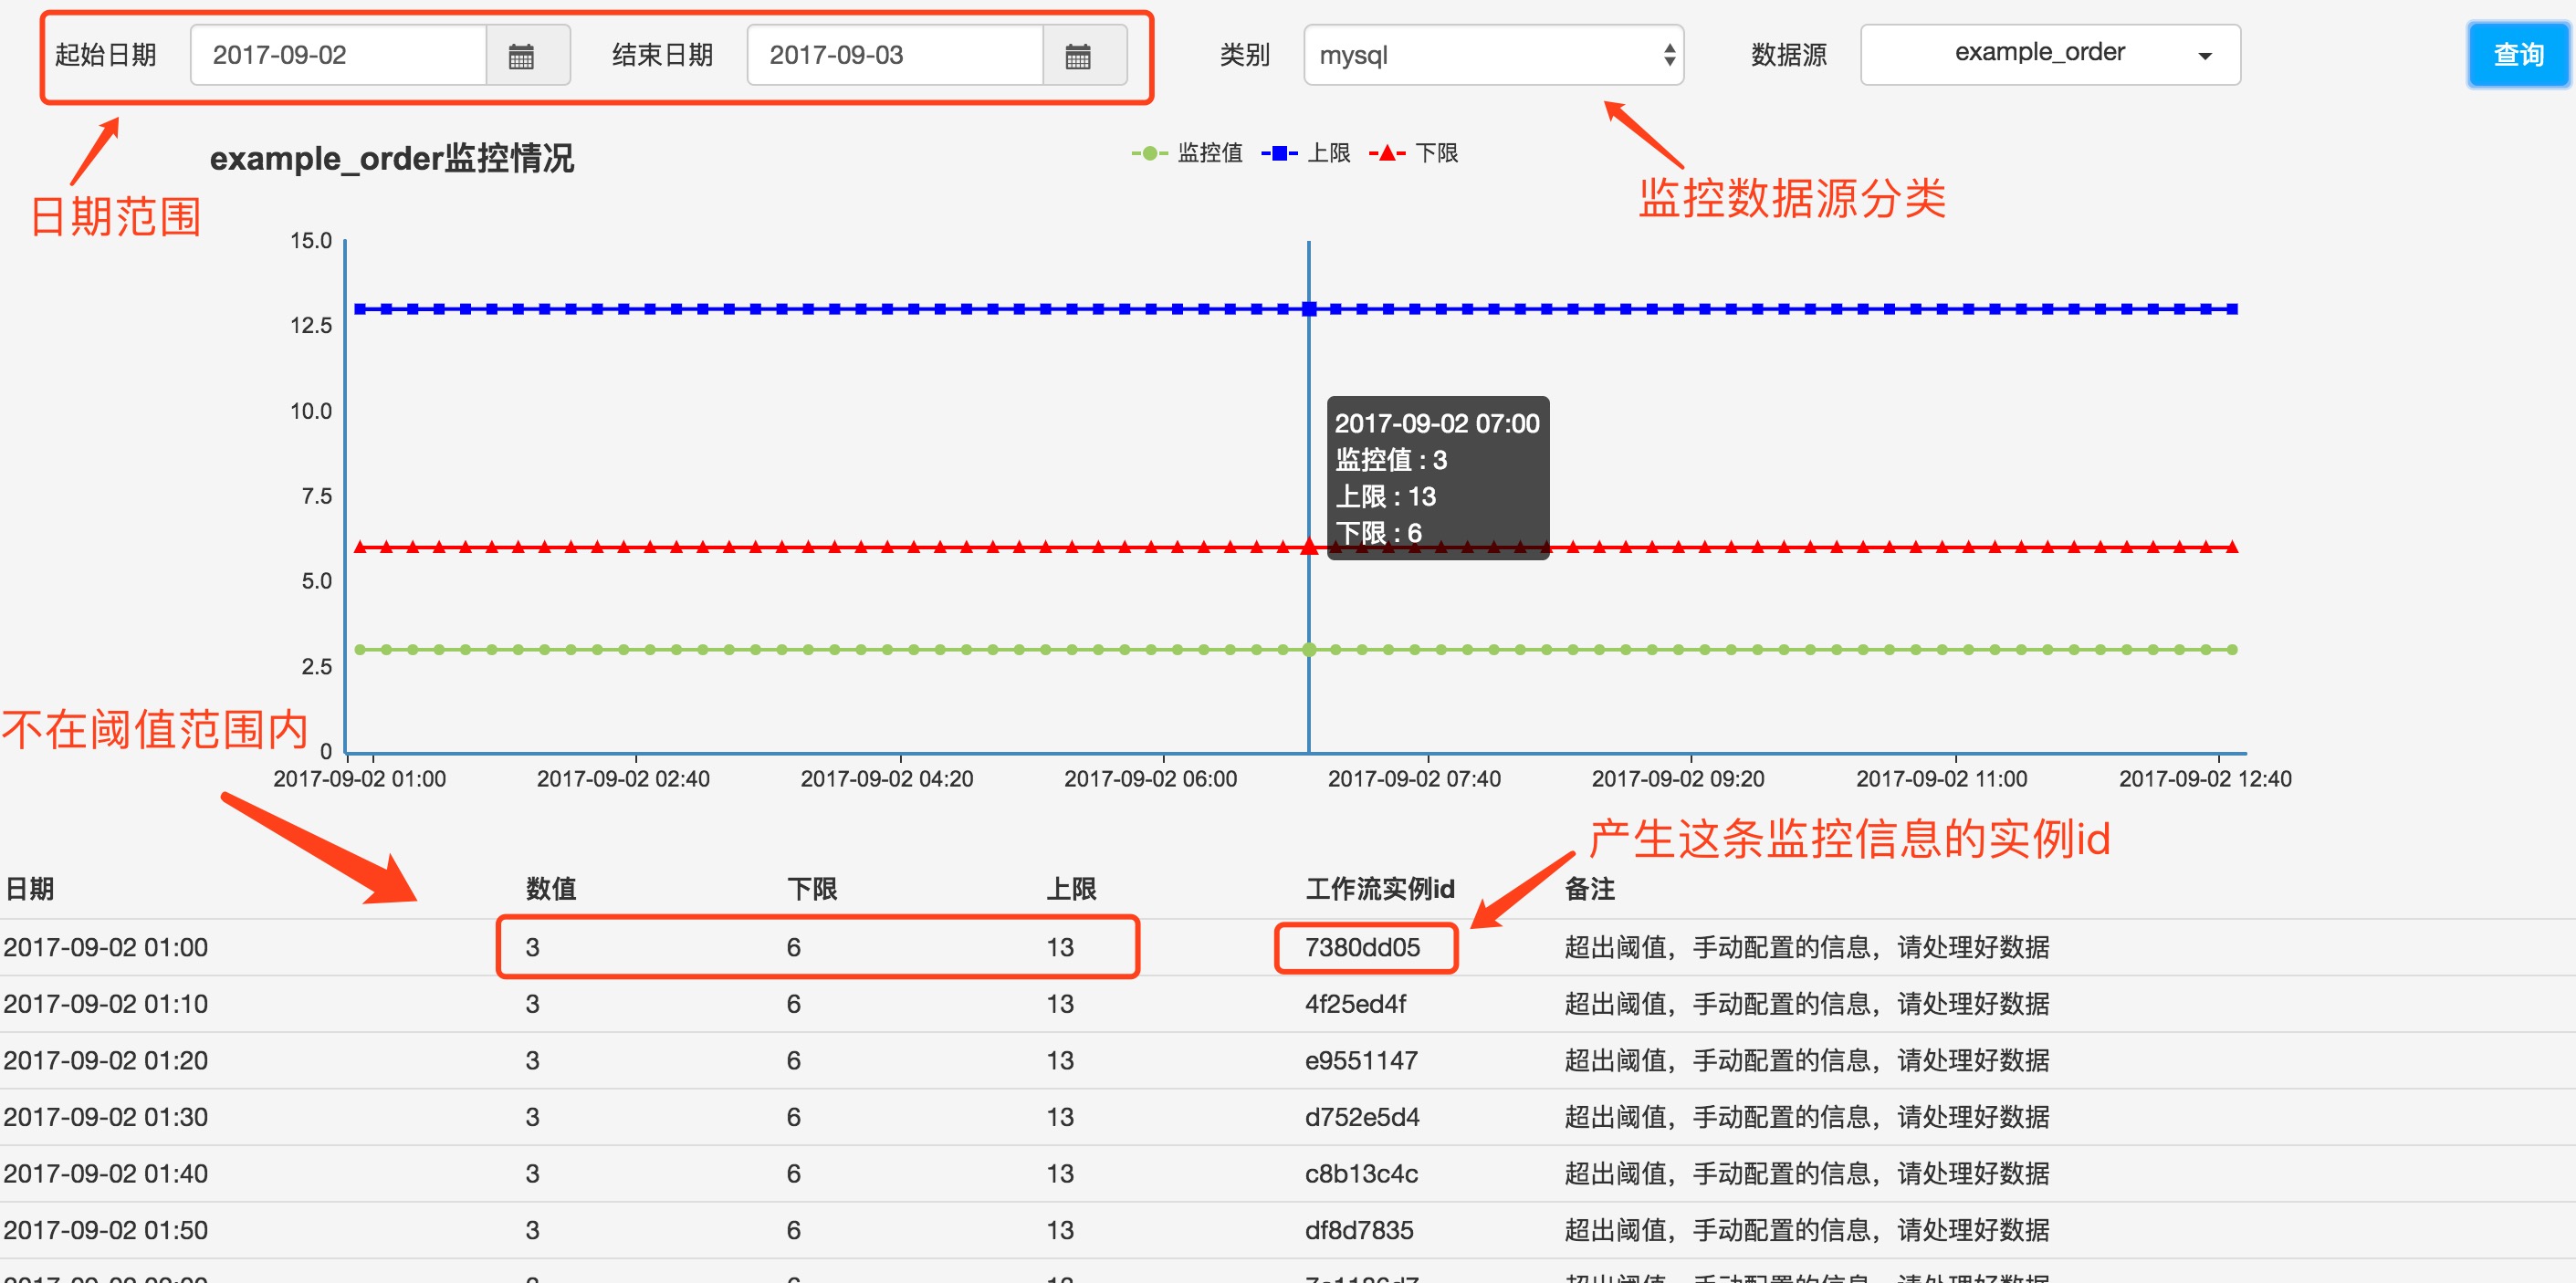 起始日期 2017-09-02 结束日期 2017-09-03 类别 mysql 数据源 example_order 查询
日期范围
监控数据源分类
example_order监控情况
监控值 上限 下限
15.0
12.5
10.0
7.5
5.0
2.5
0
2017-09-02 07:00
监控值 : 3
上限 : 13
下限 : 6
2017-09-02 01:00 2017-09-02 02:40 2017-09-02 04:20 2017-09-02 06:00 2017-09-02 07:40 2017-09-02 09:20 2017-09-02 11:00 2017-09-02 12:40
不在阈值范围内
产生这条监控信息的实例id
日期 数值 下限 上限 工作流实例id 备注
2017-09-02 01:00 3 6 13 7380dd05 超出阈值，手动配置的信息，请处理好数据
2017-09-02 01:10 3 6 13 4f25ed4f 超出阈值，手动配置的信息，请处理好数据
2017-09-02 01:20 3 6 13 e9551147 超出阈值，手动配置的信息，请处理好数据
2017-09-02 01:30 3 6 13 d752e5d4 超出阈值，手动配置的信息，请处理好数据
2017-09-02 01:40 3 6 13 c8b13c4c 超出阈值，手动配置的信息，请处理好数据
2017-09-02 01:50 3 6 13 df8d7835 超出阈值，手动配置的信息，请处理好数据